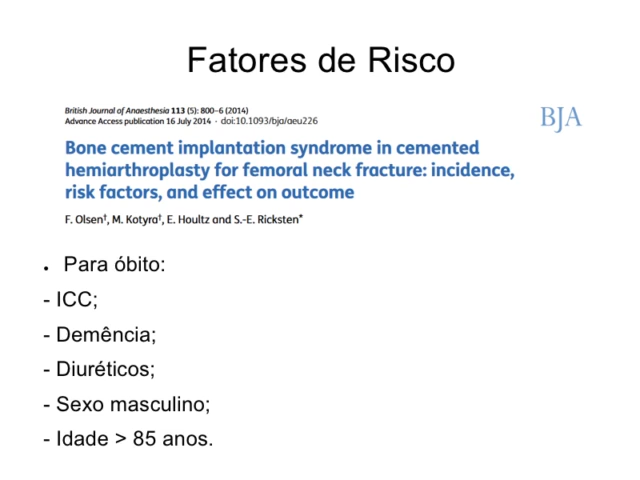 Fatores de Risco
British Journal of Anaesthesia 113 (5): 800–6 (2014)
Advance Access publication 16 July 2014 · doi:10.1093/bja/aeu226
BJA
Bone cement implantation syndrome in cemented
hemiarthroplasty for femoral neck fracture: incidence,
risk factors, and effect on outcome
F. Olsen†, M. Kotyra†, E. Houltz and S.-E. Ricksten*
• Para óbito:
- ICC;
- Demência;
- Diuréticos;
- Sexo masculino;
- Idade > 85 anos.